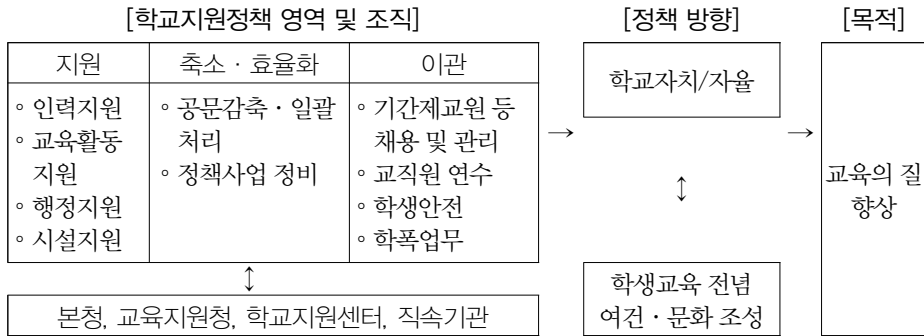 [학교지원정책 영역 및 조직]
[정책 방향]
[목적]
지원
축소 · 효율화
이관
◦ 인력지원
◦ 교육활동
지원
◦ 행정지원
◦ 시설지원
◦ 공문감축 · 일괄
처리
◦ 정책사업 정비
◦ 기간제교원 등
채용 및 관리
◦ 교직원 연수
◦ 학생안전
◦ 학폭업무
↕
본청, 교육지원청, 학교지원센터, 직속기관
→
학교자치/자율
↕
학생교육 전념
여건 · 문화 조성
→
교육의 질
향상